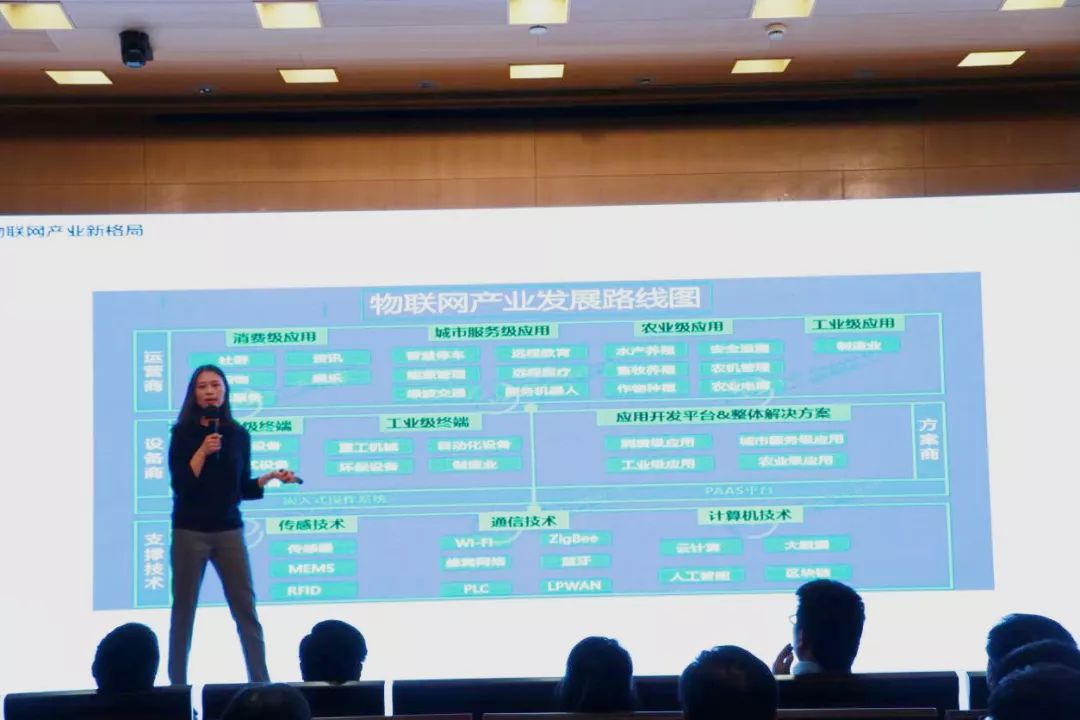 联网产业新格局
物联网产业发展路线图
运营商
消费级应用
城市服务级应用
农业级应用
工业级应用
社群
资讯
智慧停车
远程教育
水产养殖
安全追溯
制造业
娱乐
能源管理
远程医疗
畜牧养殖
农机管理
服务
服务机器人
作物种植
农业电商
设备商
级终端
工业级终端
应用开发平台&整体解决方案
方案商
设备
重工机械
自动化设备
消费级应用
城市服务级应用
设备
环保设备
制造业
工业级应用
农业级应用
嵌入式操作系统
PAAS平台
支撑技术
传感技术
通信技术
计算机技术
传感器
WI-FI
ZigBee
云计算
大数据
MEMS
蜂窝网络
蓝牙
人工智能
区块链
RFID
PLC
LPWAN